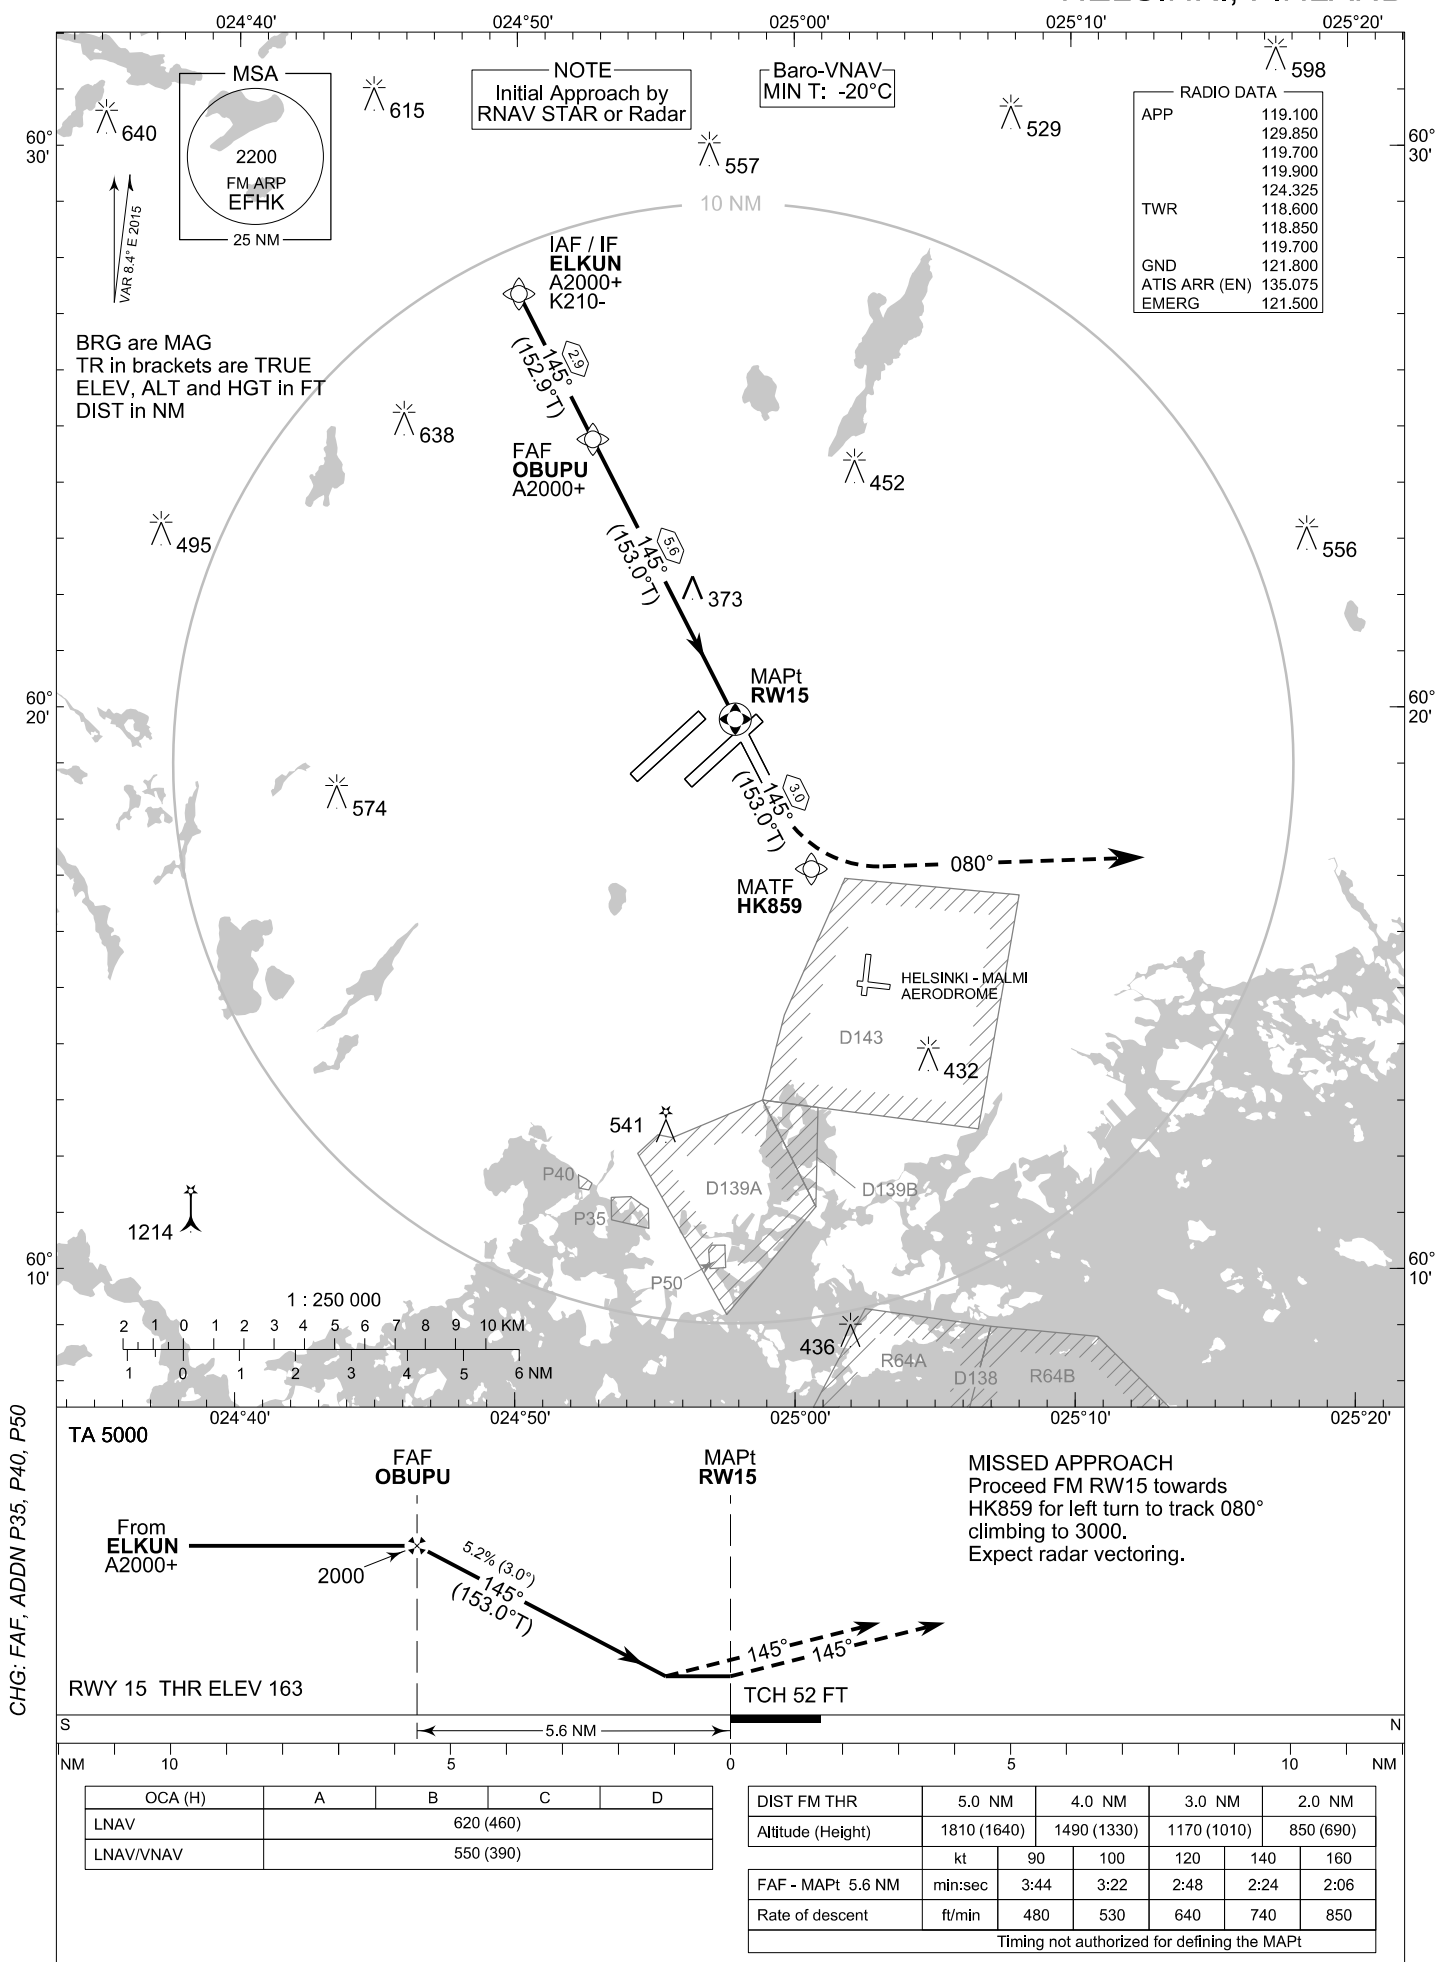 024°40'
024°50'
025°00'
025°10'
025°20'
MSA
2200
FM ARP
EFHK
25 NM
NOTE
Initial Approach by
RNAV STAR or Radar
Baro-VNAV
MIN T: -20°C
RADIO DATA
APP 119.100
129.850
119.700
119.900
124.325
TWR 118.600
118.850
119.700
GND 121.800
ATIS ARR (EN) 135.075
EMERG 121.500
598
615
640
529
557
60°
30'
60°
30'
VAR 8.4° E 2015
10 NM
IAF / IF
ELKUN
A2000+
K210-
BRG are MAG
TR in brackets are TRUE
ELEV, ALT and HGT in FT
DIST in NM
2.9
145°
(152.9°T)
638
FAF
OBUPU
A2000+
452
495
556
5.6
145°
(153.0°T)
373
MAPt
RW15
60°
20'
60°
20'
574
3.0
145°
(153.0°T)
080°
MATF
HK859
HELSINKI - MALMI
AERODROME
D143
432
541
P40
D139A
D139B
P35
1214
P50
60°
10'
60°
10'
1 : 250 000
2 1 0 1 2 3 4 5 6 7 8 9 10 KM
1 0 1 2 3 4 5 6 NM
436
R64A
D138
R64B
024°40'
024°50'
025°00'
025°10'
025°20'
CHG: FAF, ADDN P35, P40, P50
TA 5000
FAF
OBUPU
MAPt
RW15
MISSED APPROACH
Proceed FM RW15 towards
HK859 for left turn to track 080°
climbing to 3000.
Expect radar vectoring.
From
ELKUN
A2000+
2000
5.2% (3.0°)
145°
(153.0°T)
145°
145°
RWY 15 THR ELEV 163
TCH 52 FT
S
N
5.6 NM
NM 10 5 0 5 10 NM
OCA (H) A B C D
LNAV 620 (460)
LNAV/VNAV 550 (390)
DIST FM THR 5.0 NM 4.0 NM 3.0 NM 2.0 NM
Altitude (Height) 1810 (1640) 1490 (1330) 1170 (1010) 850 (690)
kt 90 100 120 140 160
FAF - MAPt 5.6 NM min:sec 3:44 3:22 2:48 2:24 2:06
Rate of descent ft/min 480 530 640 740 850
Timing not authorized for defining the MAPt